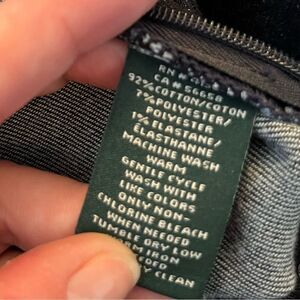 RN #
CA # 56658
92%COTTON/COTON
7%POLYESTER/
POLYESTER
1% ELASTANE/
ELASTHANNE
MACHINE WASH
WARM
GENTLE CYCLE
WASH WITH
LIKE COLORS
ONLY NON-
CHLORINE BLEACH
WHEN NEEDED
TUMBLE DRY LOW
IRON
CLEAN